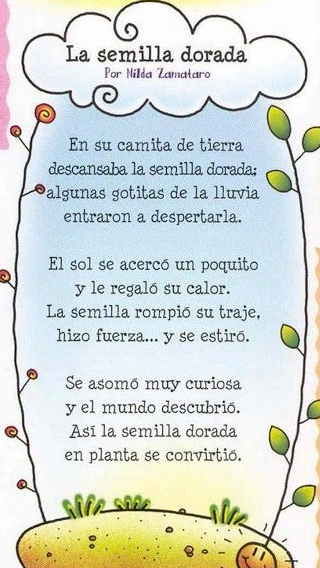 La semilla dorada
Por Nilda Zamataro
En su camita de tierra
descansaba la semilla dorada;
algunas gotitas de la lluvia
entraron a despertarla.
El sol se acercó un poquito
y le regaló su calor.
La semilla rompió su traje,
hizo fuerza... y se estiró.
Se asomó muy curiosa
y el mundo descubrió.
Así la semilla dorada
en planta se convirtió.